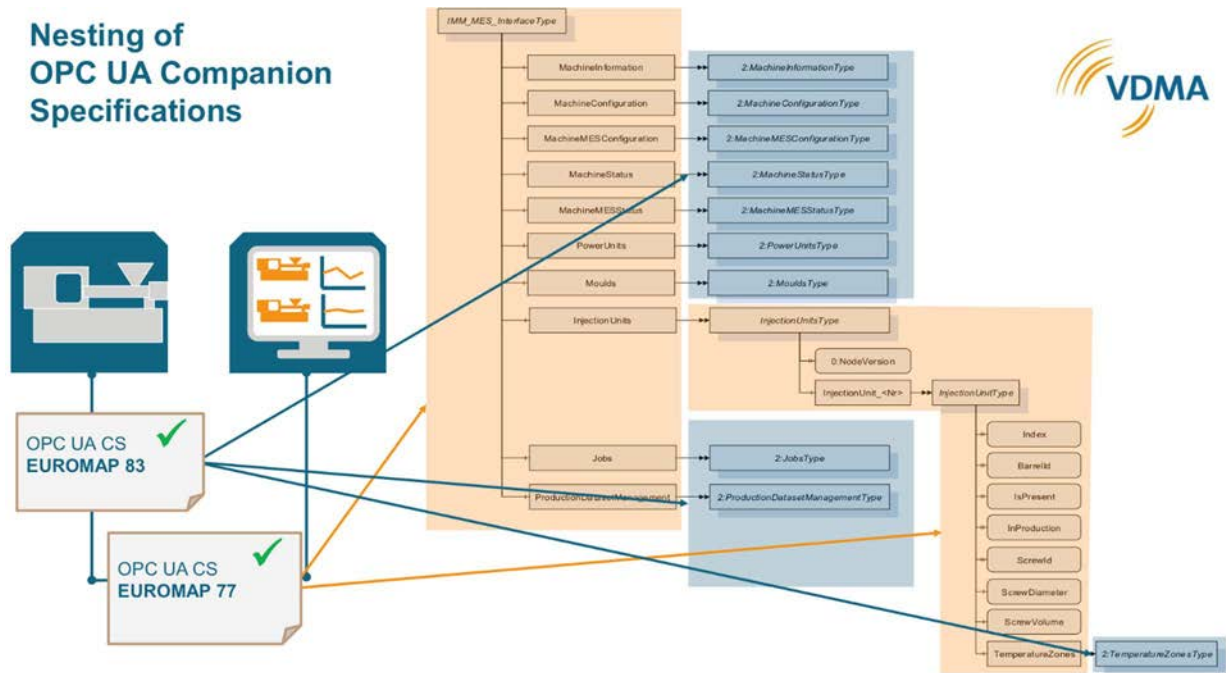 Nesting of
OPC UA Companion
Specifications
VDMA
IMM_MES_InterfaceType
MachineInformation
2:MachineInformationType
MachineConfiguration
2:MachineConfigurationType
MachineMESConfiguration
2:MachineMESConfigurationType
MachineStatus
2:MachineStatusType
MachineMESStatus
2:MachineMESStatusType
PowerUnits
2:PowerUnitsType
Moulds
2:MouldsType
InjectionUnits
InjectionUnitsType
0:NodeVersion
InjectionUnit_<Nr>
InjectionUnitType
Index
BarrelId
IsPresent
InProduction
ScrewId
ScrewDiameter
ScrewVolume
TemperatureZones
2:TemperatureZonesType
Jobs
2:JobsType
ProductionDatasetManagement
2:ProductionDatasetManagementType
OPC UA CS
EUROMAP 83
OPC UA CS
EUROMAP 77